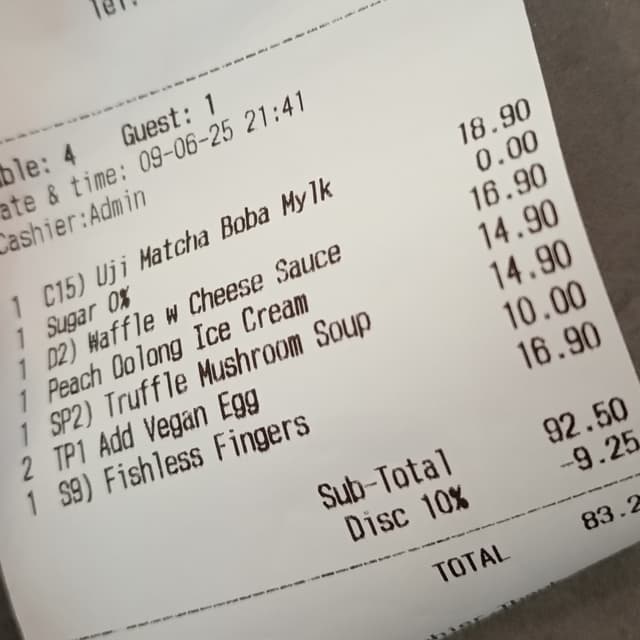 Tel:
ble: 4 Guest: 1
ate & time: 09-06-25 21:41
Cashier:Admin
1 C15) Uji Matcha Boba Mylk 18.90
1 Sugar 0% 0.00
1 D2) Waffle w Cheese Sauce 16.90
1 Peach Oolong Ice Cream 14.90
1 SP2) Truffle Mushroom Soup 14.90
2 TP1 Add Vegan Egg 10.00
1 S9) Fishless Fingers 16.90
Sub-Total 92.50
Disc 10% -9.25
TOTAL 83.2